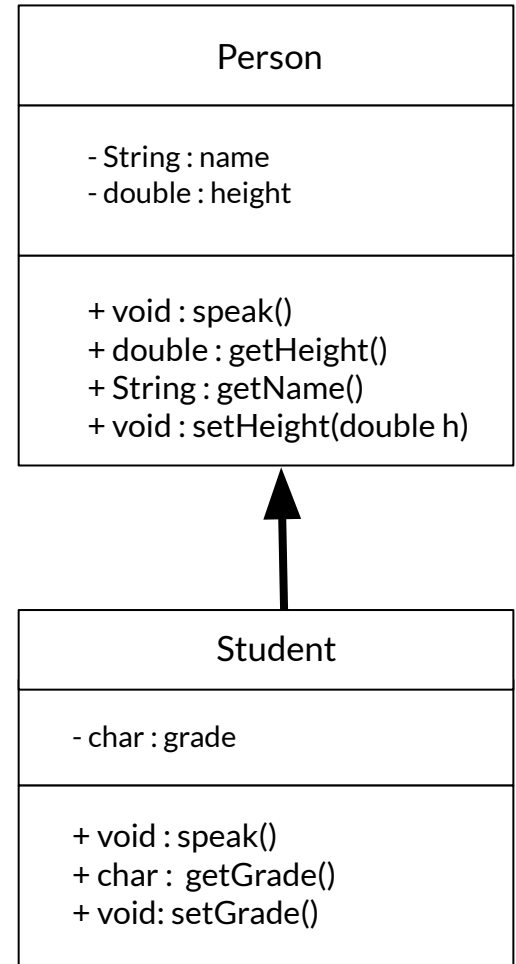 Person
- String : name
- double : height
+ void : speak()
+ double : getHeight()
+ String : getName()
+ void : setHeight(double h)
Student
- char : grade
+ void : speak()
+ char :  getGrade()
+ void: setGrade()